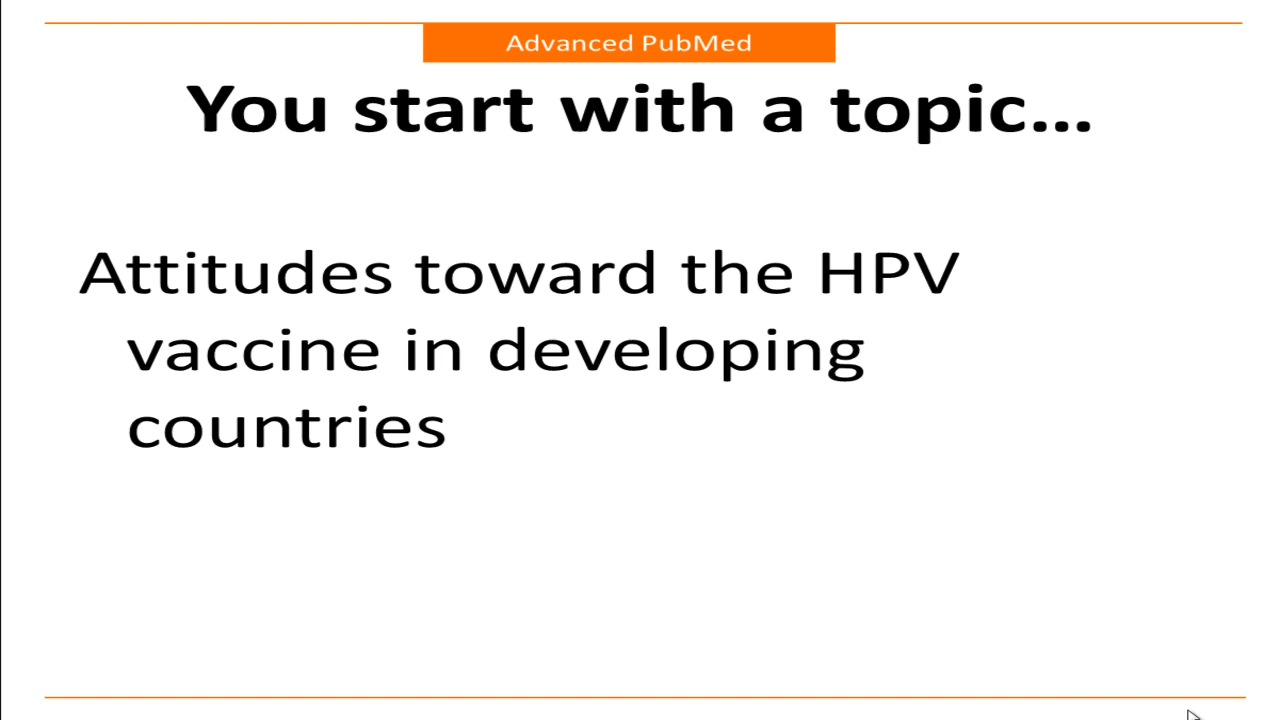 Advanced PubMed
You start with a topic...
Attitudes toward the HPV
vaccine in developing
countries